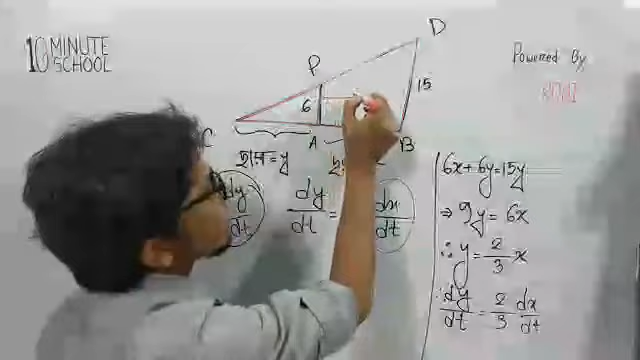 10 MINUTE
SCHOOL
Powered By
D
P
15
6
C
A
B
= y
dy/dt
dy/dt =
dx/dt
6x + 6y = 15y
⇒ 9y = 6x
∴ y = 2/3 x
∴ dy/dt = 2/3 dx/dt